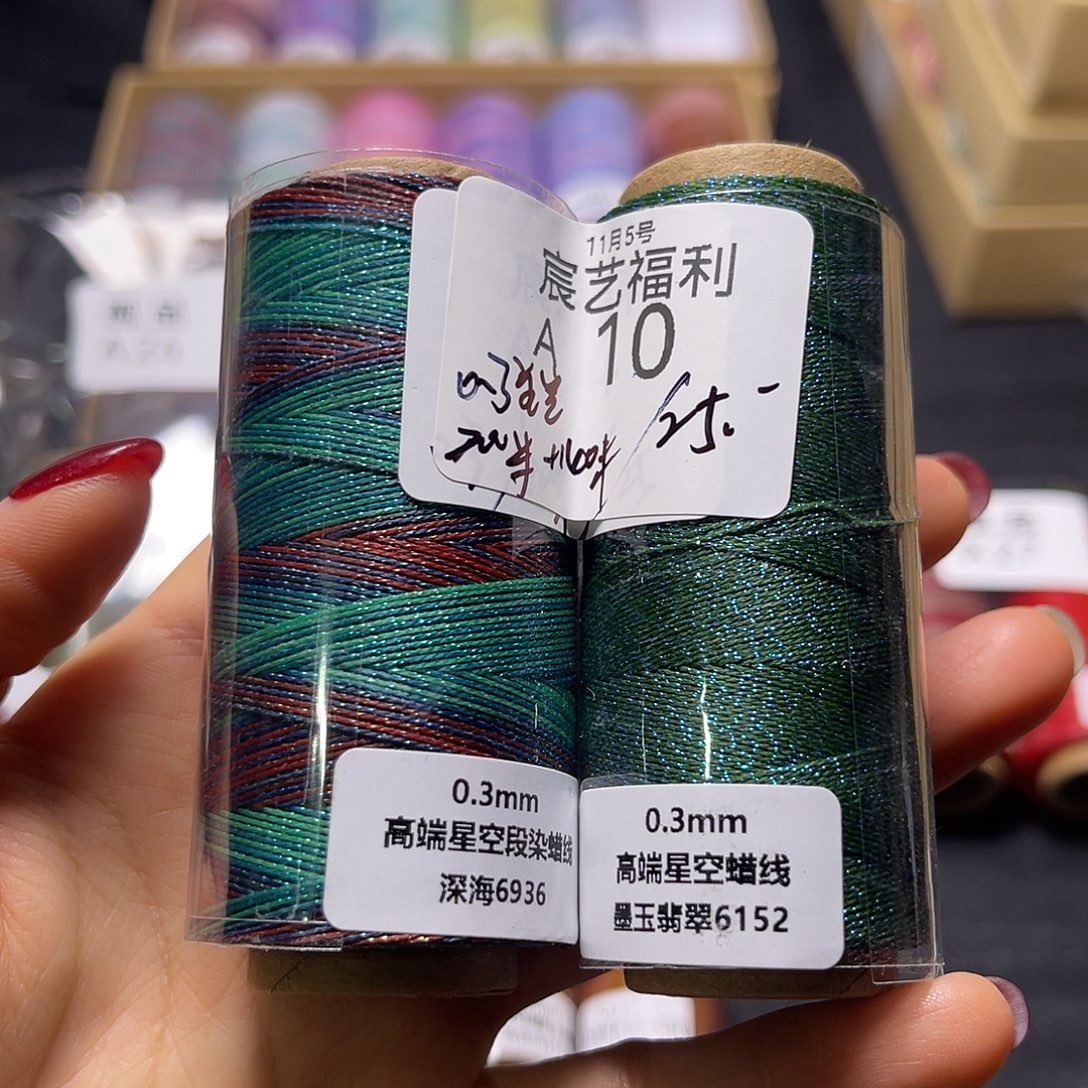 11月5号
宸艺福利
A 10
25.-
0.3mm
高端星空段染蜡线
深海6936
0.3mm
高端星空蜡线
墨玉翡翠6152